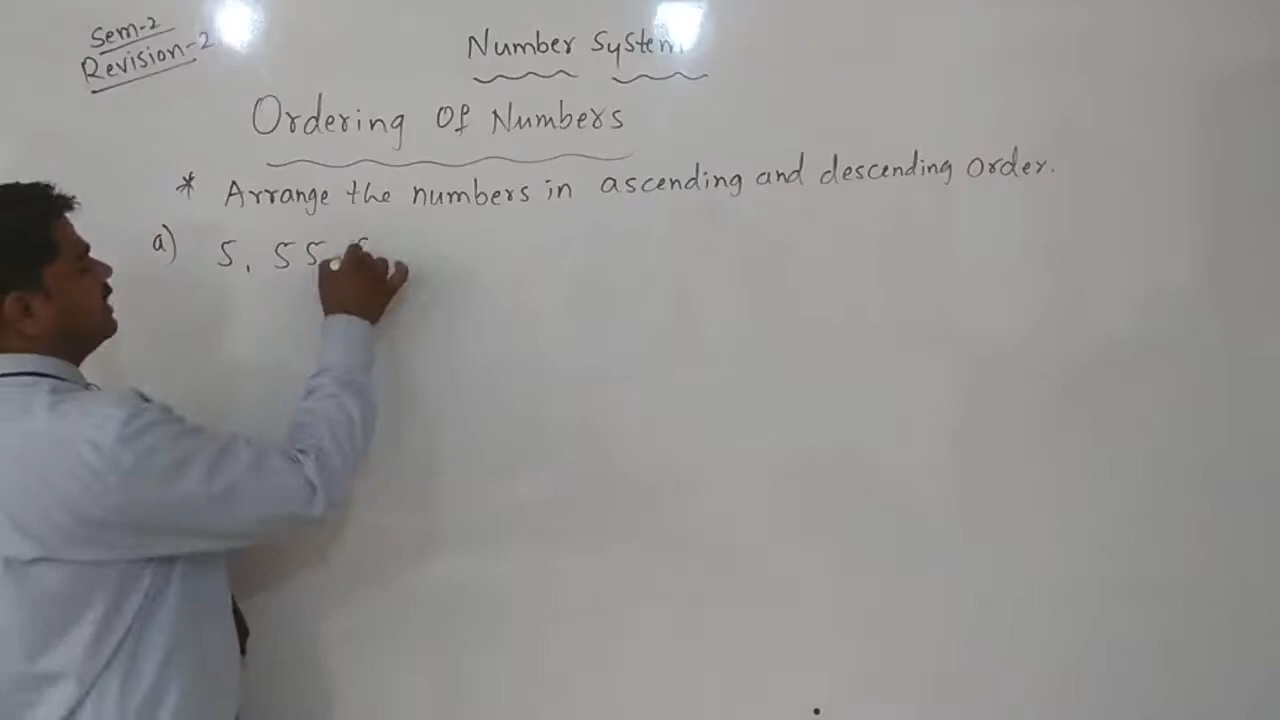 Sem-2
Revision-2
Number System
Ordering Of Numbers
* Arrange the numbers in ascending and descending Order.
a) 5, 55